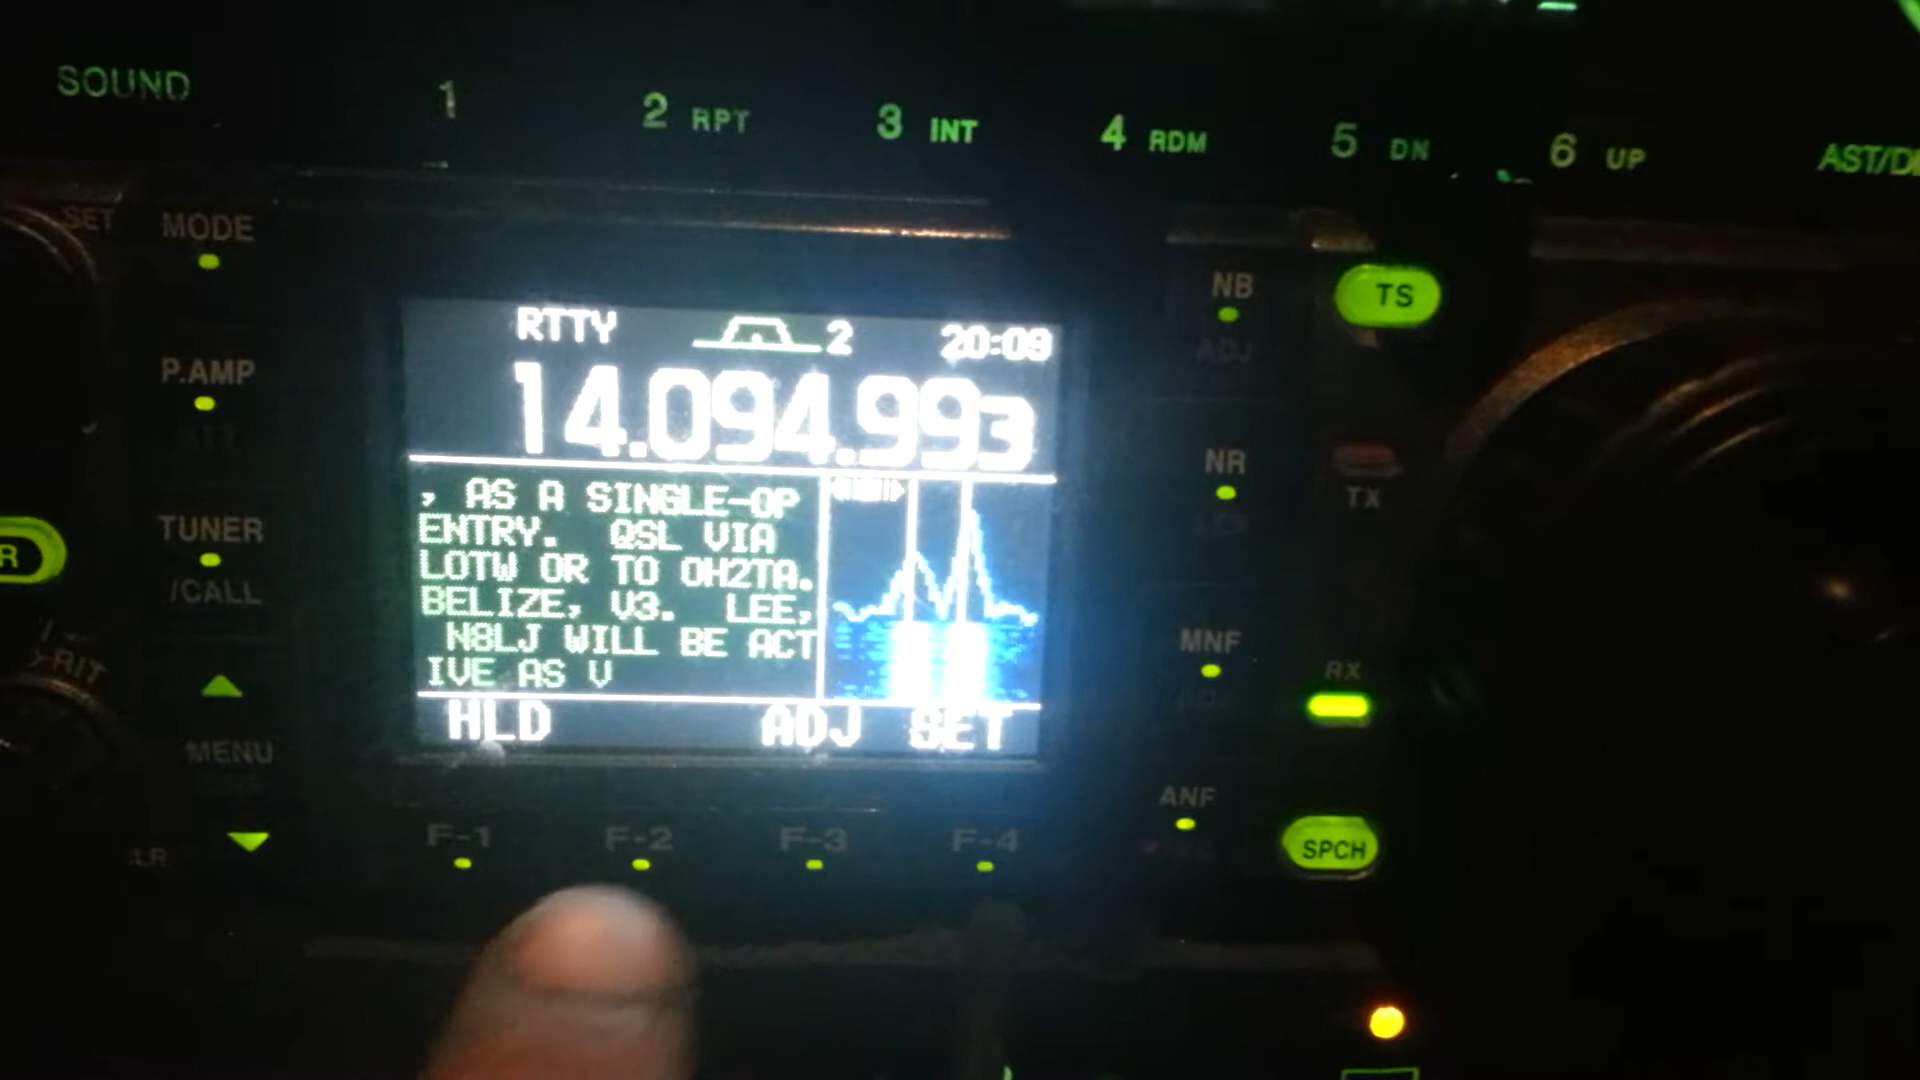 SOUND 1 2 RPT 3 INT 4 RDM 5 DN 6 UP
SET MODE
P.AMP
TUNER
/CALL
RIT
MENU
RTTY 2 20:09
14.094.993
, AS A SINGLE-OP
ENTRY. QSL VIA
LOTW OR TO OH2TA.
BELIZE, V3. LEE,
N8LJ WILL BE ACT
IVE AS V
HLD ADJ SET
F-1 F-2 F-3 F-4
NB TS
ADJ
NR
TX
MNF
RX
ANF
SPCH